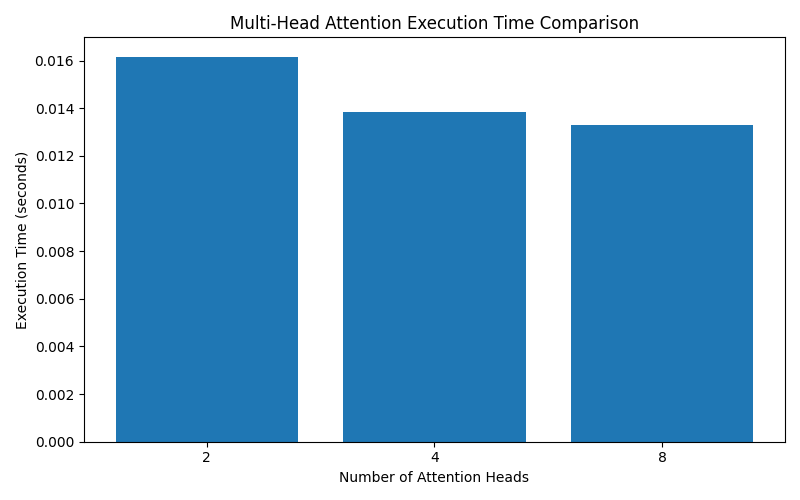 Multi-Head Attention Execution Time Comparison
Execution Time (seconds)
0.016
0.014
0.012
0.010
0.008
0.006
0.004
0.002
0.000
2 4 8
Number of Attention Heads